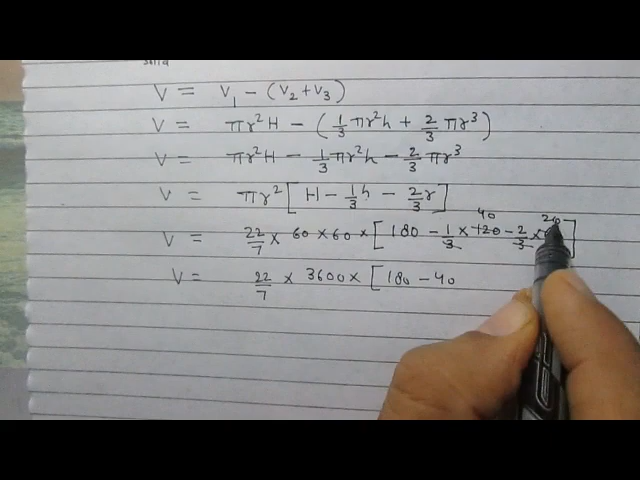 V = V₁ - (V₂ + V₃)
V = πr²H - (1/3 πr²h + 2/3 πr³)
V = πr²H - 1/3 πr²h - 2/3 πr³
V = πr² [H - 1/3 h - 2/3 r]
40 20
V = 22/7 × 60 × 60 × [180 - 1/3 × 120 - 2/3 × ]
V = 22/7 × 3600 × [180 - 40